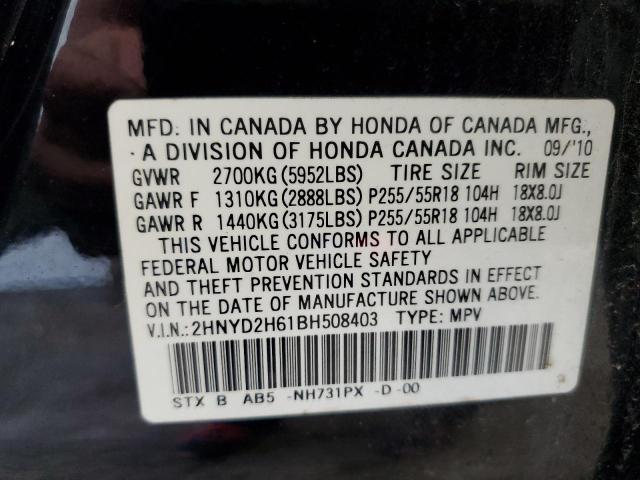 MFD. IN CANADA BY HONDA OF CANADA MFG.,
A DIVISION OF HONDA CANADA INC. 09/'10
GVWR 2700KG(5952LBS) TIRE SIZE RIM SIZE
GAWR F 1310KG(2888LBS) P255/55R18 104H 18X8.0J
GAWR R 1440KG(3175LBS) P255/55R18 104H 18X8.0J
THIS VEHICLE CONFORMS TO ALL APPLICABLE
FEDERAL MOTOR VEHICLE SAFETY
AND THEFT PREVENTION STANDARDS IN EFFECT
ON THE DATE OF MANUFACTURE SHOWN ABOVE.
V.I.N.: 2HNYD2H61BH508403 TYPE: MPV
STX B AB5 -NH731PX -D-00